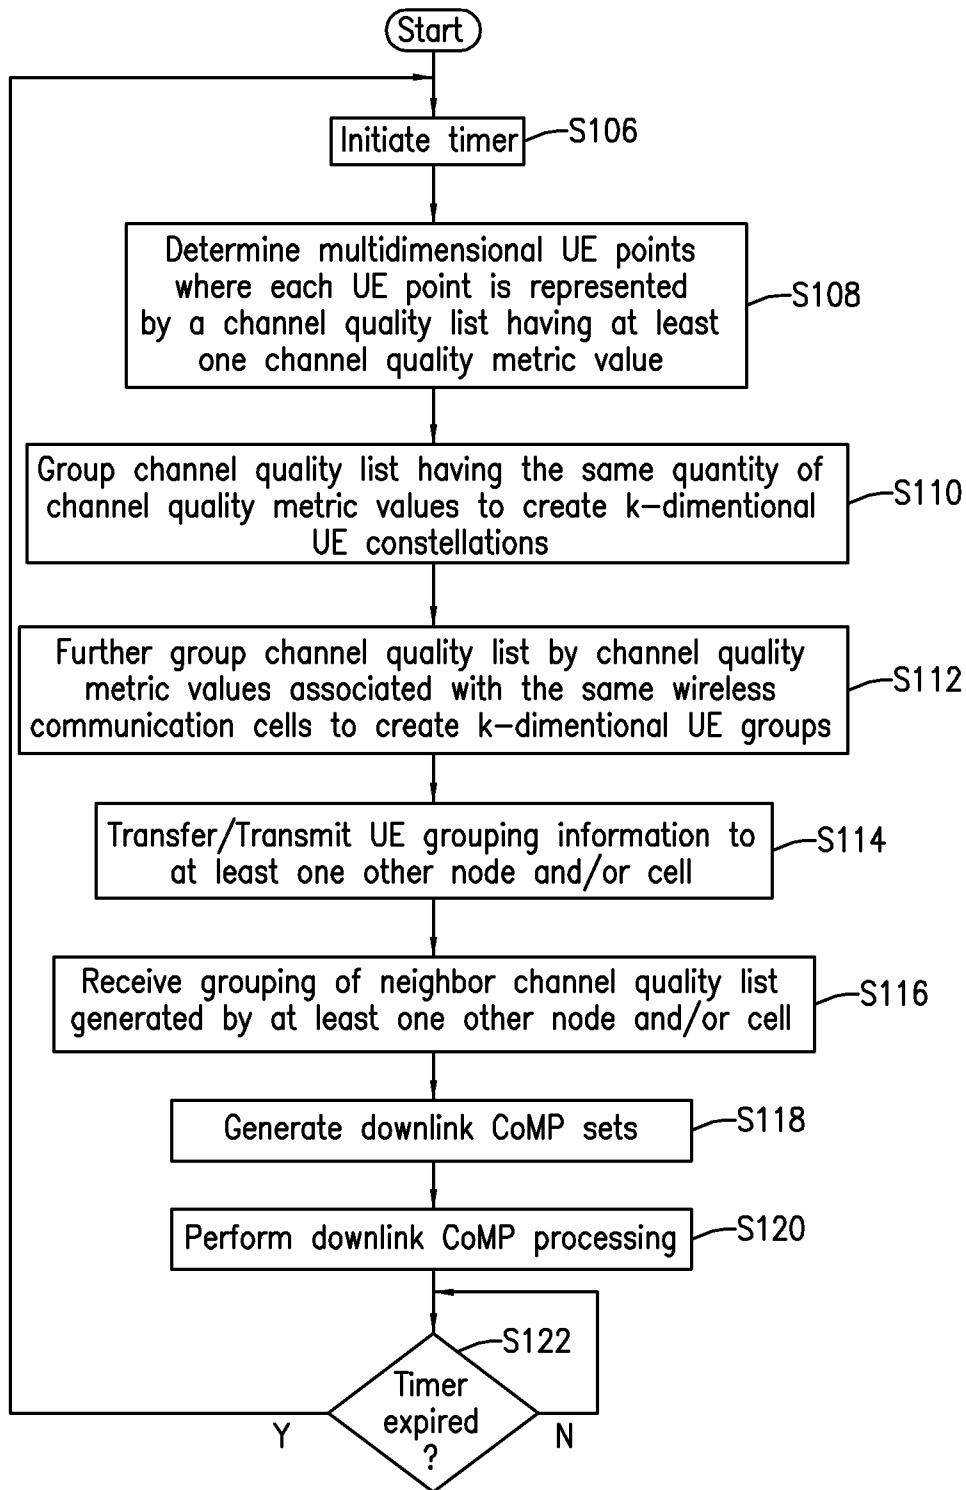 Start
Initiate timer
S106
Determine multidimensional UE points
where each UE point is represented
by a channel quality list having at least
one channel quality metric value
S108
Group channel quality list having the same quantity of
channel quality metric values to create k-dimentional
UE constellations
S110
Further group channel quality list by channel quality
metric values associated with the same wireless
communication cells to create k-dimentional UE groups
S112
Transfer/Transmit UE grouping information to
at least one other node and/or cell
S114
Receive grouping of neighbor channel quality list
generated by at least one other node and/or cell
S116
Generate downlink CoMP sets
S118
Perform downlink CoMP processing
S120
S122
Timer
expired
?
Y
N